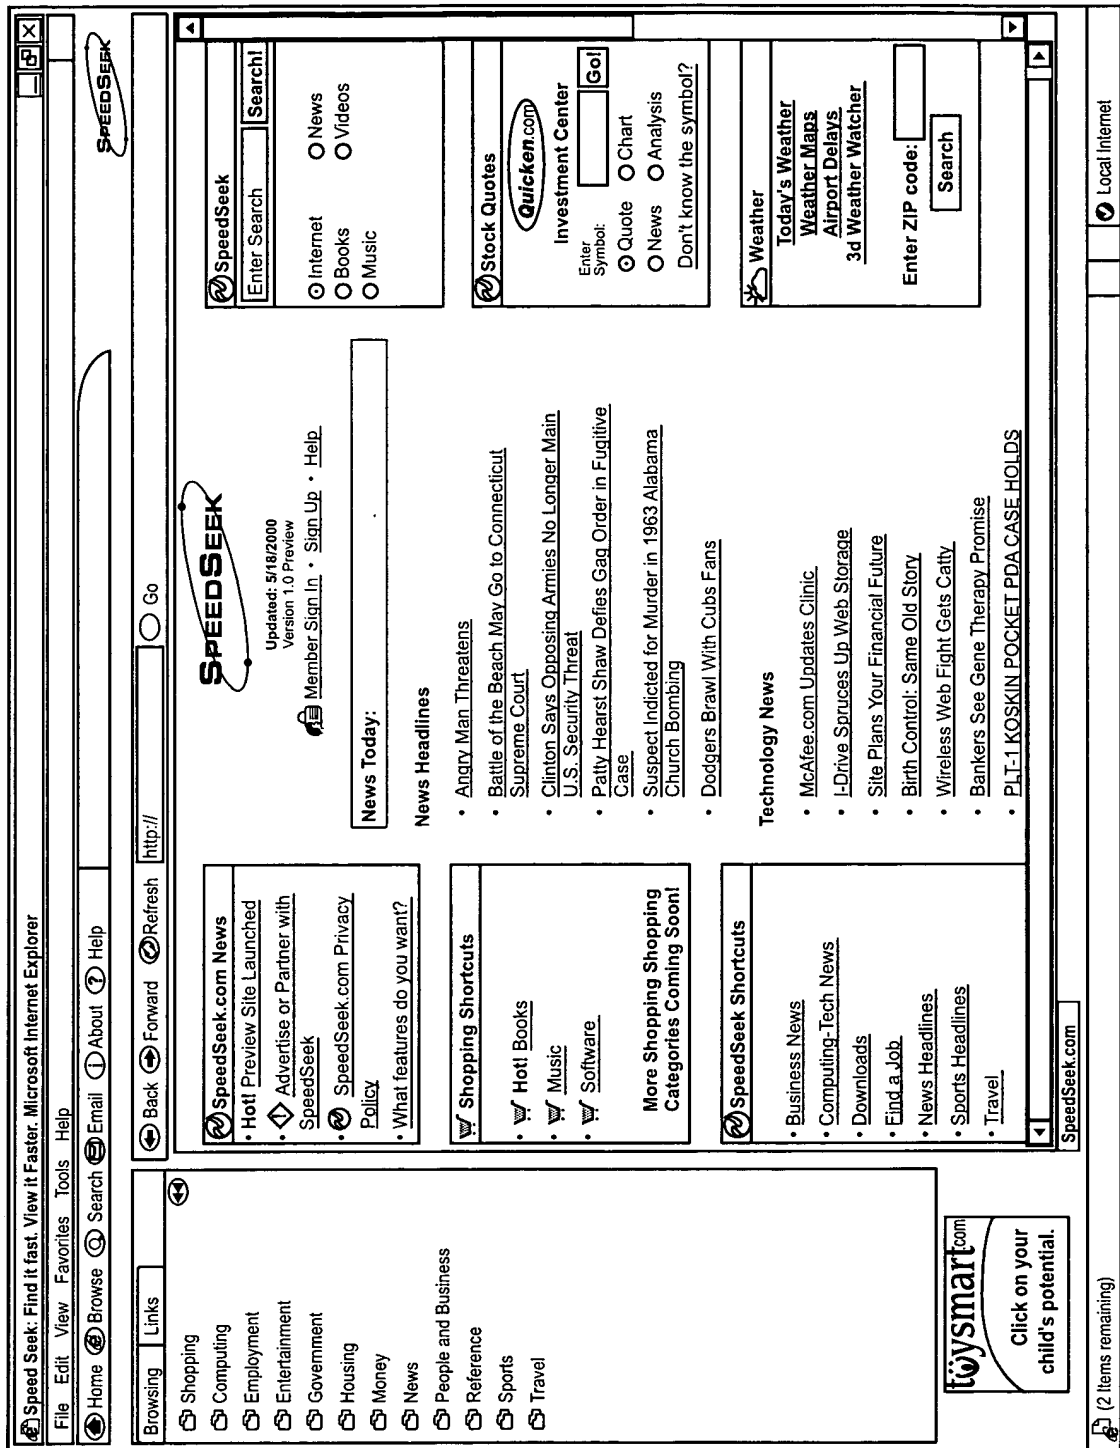 Speed Seek: Find it fast. View it Faster. Microsoft Internet Explorer
File Edit View Favorites Tools Help
Home Browse Search Email About Help
SPEEDSEEK
Browsing Links
Shopping
Computing
Employment
Entertainment
Government
Housing
Money
News
People and Business
Reference
Sports
Travel
toysmart.com
Click on your
child's potential.
Back Forward Refresh http:// Go
SpeedSeek.com News
• Hot! Preview Site Launched
• Advertise or Partner with
SpeedSeek
• SpeedSeek.com Privacy
Policy
• What features do you want?
Shopping Shortcuts
• Hot! Books
• Music
• Software
More Shopping Shopping
Categories Coming Soon!
SpeedSeek Shortcuts
• Business News
• Computing-Tech News
• Downloads
• Find a Job
• News Headlines
• Sports Headlines
• Travel
SPEEDSEEK
Updated: 5/18/2000
Version 1.0 Preview
Member Sign In • Sign Up • Help
News Today:
News Headlines
• Angry Man Threatens
• Battle of the Beach May Go to Connecticut
Supreme Court
• Clinton Says Opposing Armies No Longer Main
U.S. Security Threat
• Patty Hearst Shaw Defies Gag Order in Fugitive
Case
• Suspect Indicted for Murder in 1963 Alabama
Church Bombing
• Dodgers Brawl With Cubs Fans
Technology News
• McAfee.com Updates Clinic
• I-Drive Spruces Up Web Storage
• Site Plans Your Financial Future
• Birth Control: Same Old Story
• Wireless Web Fight Gets Catty
• Bankers See Gene Therapy Promise
• PLT-1 KOSKIN POCKET PDA CASE HOLDS
SpeedSeek
Enter Search Search!
Internet News
Books Videos
Music
Stock Quotes
Quicken.com
Investment Center
Enter
Symbol: Go!
Quote Chart
News Analysis
Don't know the symbol?
Weather
Today's Weather
Weather Maps
Airport Delays
3d Weather Watcher
Enter ZIP code:
Search
SpeedSeek.com
(2 Items remaining) Local Internet